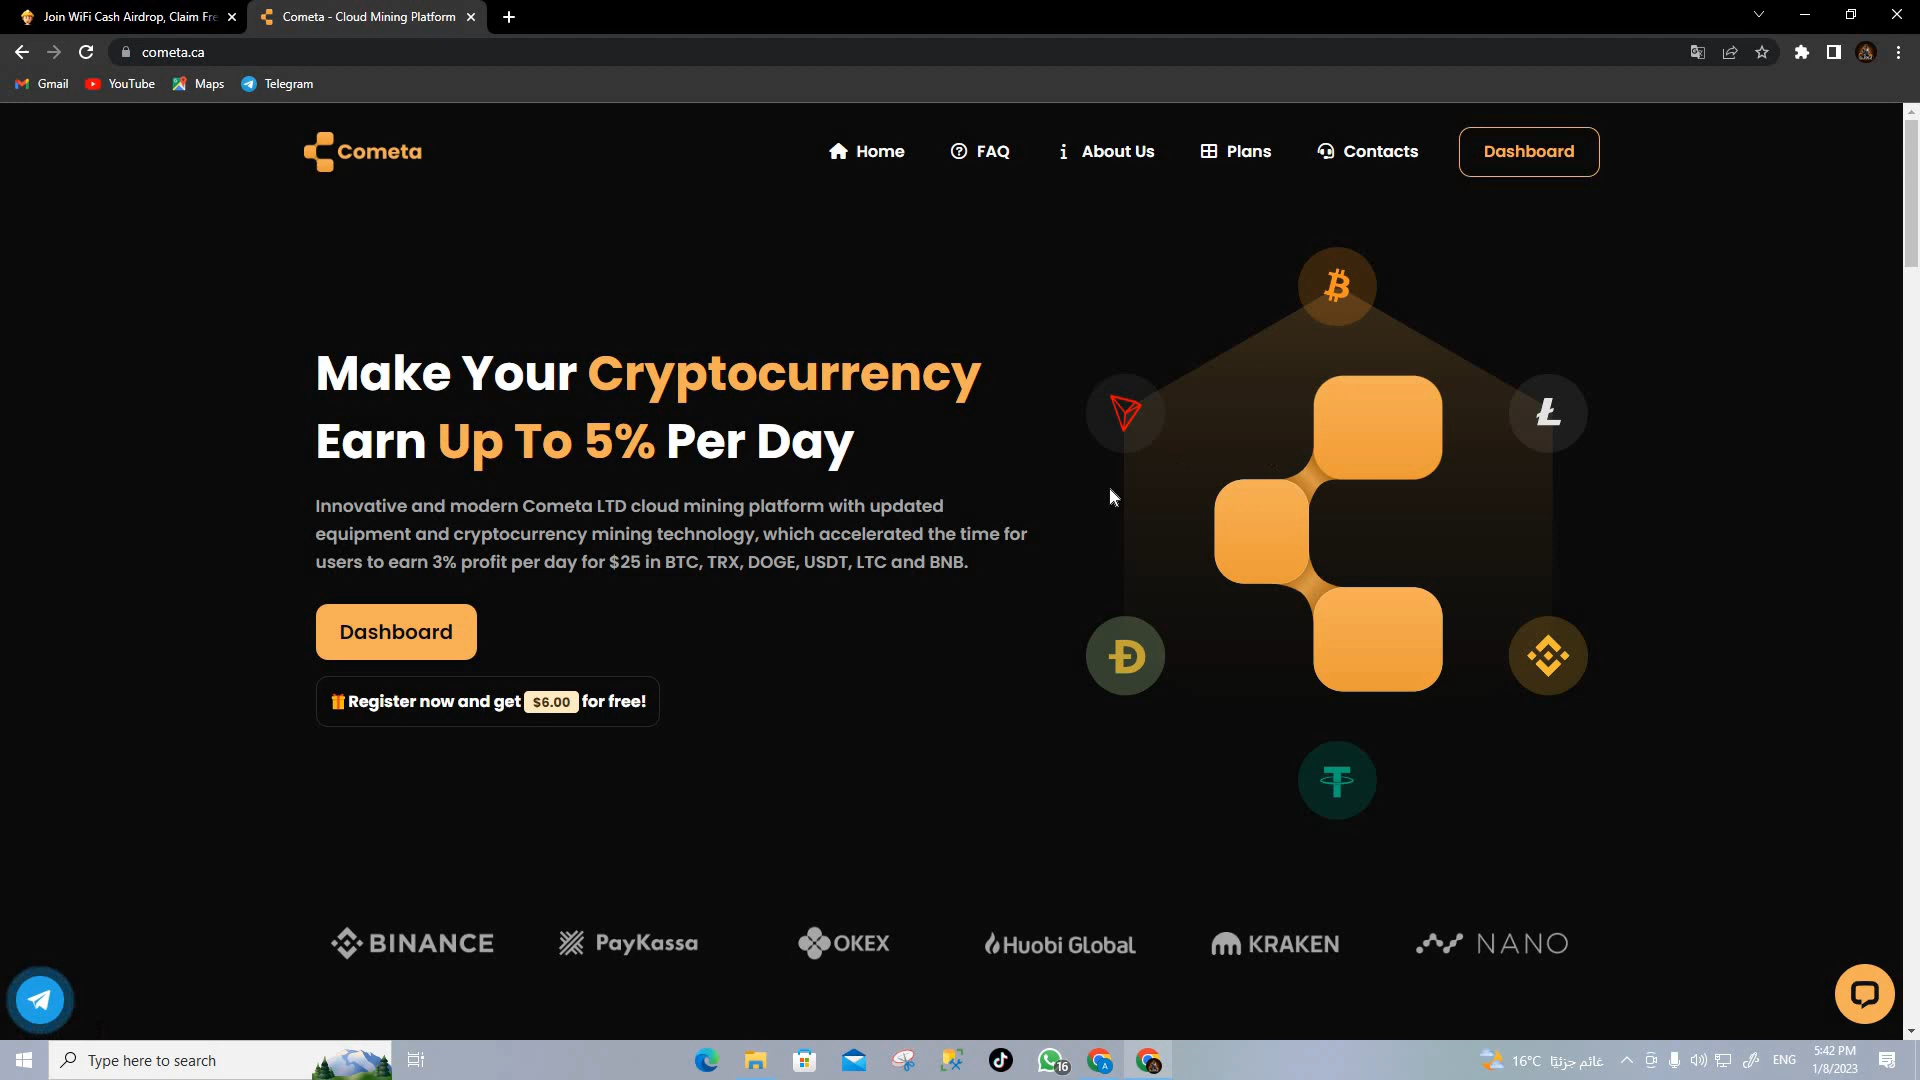 Join WiFi Cash Airdrop, Claim Fre
Cometa - Cloud Mining Platform
cometa.ca
Gmail
YouTube
Maps
Telegram
Cometa
Home
FAQ
About Us
Plans
Contacts
Dashboard
Make Your Cryptocurrency
Earn Up To 5% Per Day
Innovative and modern Cometa LTD cloud mining platform with updated
equipment and cryptocurrency mining technology, which accelerated the time for
users to earn 3% profit per day for $25 in BTC, TRX, DOGE, USDT, LTC and BNB.
Dashboard
Register now and get $6.00 for free!
BINANCE
PayKassa
OKEX
Huobi Global
KRAKEN
NANO
Type here to search
16
16°C غائم جزئيًا
ENG
5:42 PM
1/8/2023